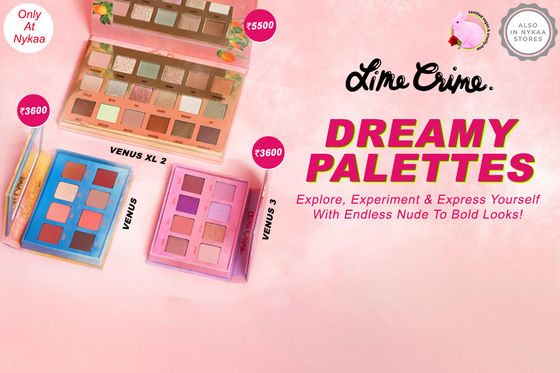 Only
At
Nykaa
₹5500
ALSO
IN NYKAA
STORES
Lime Crime.
₹3600
₹3600
DREAMY
PALETTES
VENUS XL 2
VENUS
VENUS 3
Explore, Experiment & Express Yourself
With Endless Nude To Bold Looks!